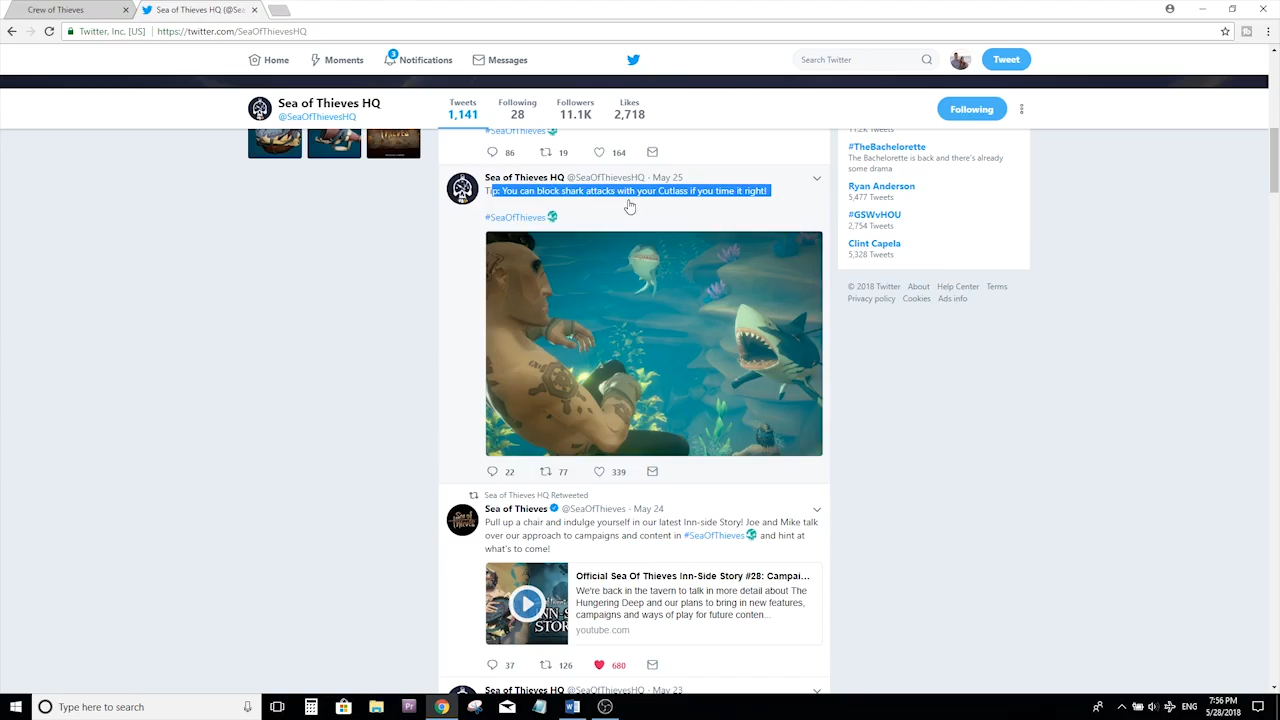 Crew of Thieves
Sea of Thieves HQ (@Sea
Twitter, Inc. [US] https://twitter.com/SeaOfThievesHQ
Home Moments 3 Notifications Messages Search Twitter Tweet
Sea of Thieves HQ
@SeaOfThievesHQ
Tweets Following Followers Likes
1,141 28 11.1K 2,718
Following
#SeaOfThieves
86 19 164
Sea of Thieves HQ @SeaOfThievesHQ · May 25
Tip: You can block shark attacks with your Cutlass if you time it right!
#SeaOfThieves
22 77 339
Sea of Thieves HQ Retweeted
Sea of Thieves @SeaOfThieves · May 24
Pull up a chair and indulge yourself in our latest Inn-side Story! Joe and Mike talk
over our approach to campaigns and content in #SeaOfThieves and hint at
what's to come!
Official Sea Of Thieves Inn-Side Story #28: Campai...
We're back in the tavern to talk in more detail about The
Hungering Deep and our plans to bring in new features,
campaigns and ways of play for future conten...
youtube.com
37 126 680
Sea of Thieves HQ @SeaOfThievesHQ · May 23
11.2K Tweets
#TheBachelorette
The Bachelorette is back and there's already
some drama
Ryan Anderson
5,477 Tweets
#GSWvHOU
2,754 Tweets
Clint Capela
5,328 Tweets
© 2018 Twitter About Help Center Terms
Privacy policy Cookies Ads info
Type here to search
7:56 PM
5/28/2018